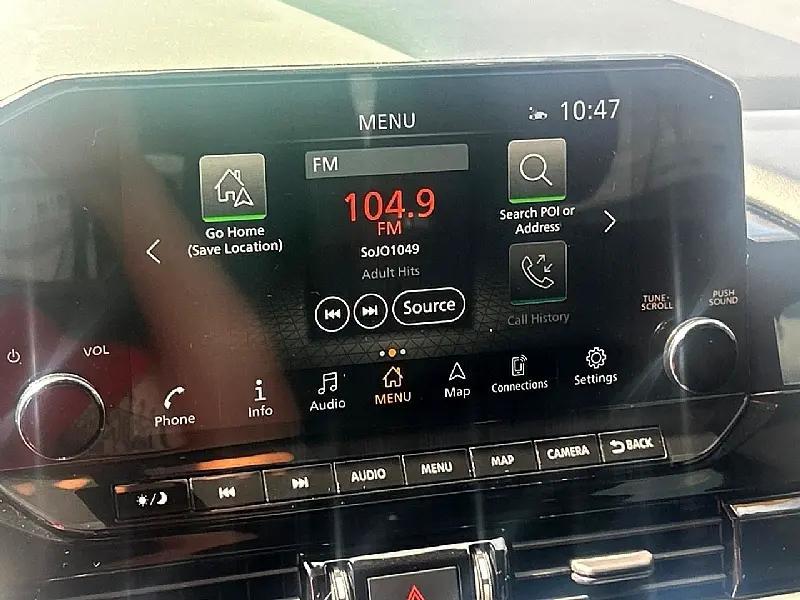 MENU
10:47
FM
104.9
FM
SoJO1049
Adult Hits
Source
Go Home
(Save Location)
Search POI or
Address
Call History
TUNE·
SCROLL
PUSH
SOUND
VOL
Phone
Info
Audio
MENU
Map
Connections
Settings
AUDIO
MENU
MAP
CAMERA
BACK